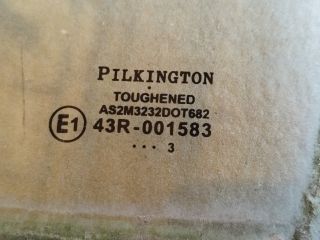 PILKINGTON
.
TOUGHENED
AS2M3232DOT682
E1 43R-001583
... 3